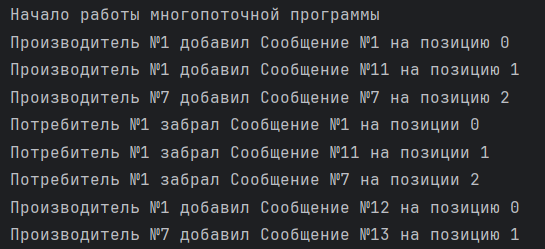 Начало работы многопоточной программы
Производитель №1 добавил Сообщение №1 на позицию 0
Производитель №1 добавил Сообщение №11 на позицию 1
Производитель №7 добавил Сообщение №7 на позицию 2
Потребитель №1 забрал Сообщение №1 на позиции 0
Потребитель №1 забрал Сообщение №11 на позиции 1
Потребитель №1 забрал Сообщение №7 на позиции 2
Производитель №1 добавил Сообщение №12 на позицию 0
Производитель №7 добавил Сообщение №13 на позицию 1